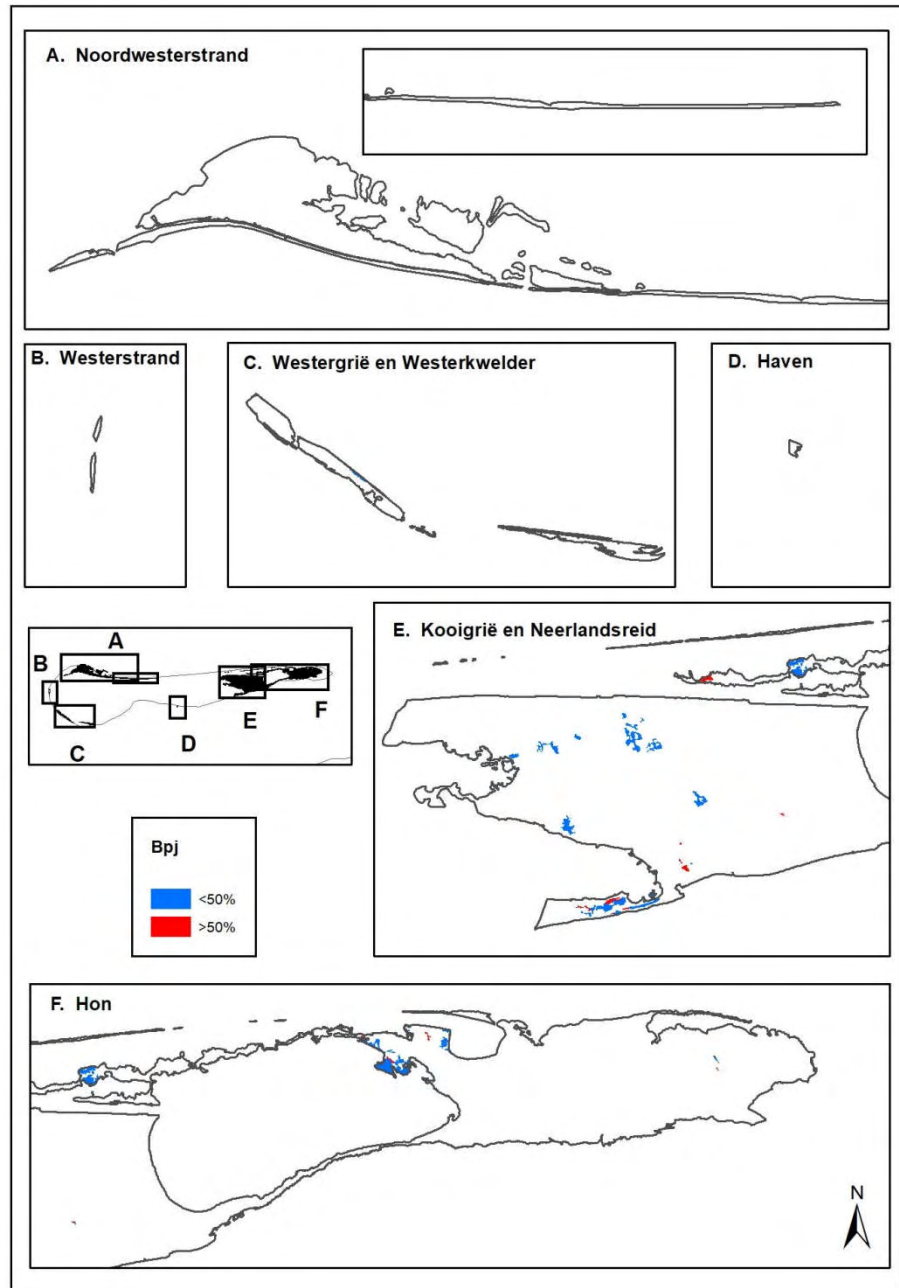 A. Noordwesterstrand
B. Westerstrand
C. Westergrië en Westerkwelder
D. Haven
A
B
C
D
E
F
E. Kooigrië en Neerlandsreid
Bpj
<50%
>50%
F. Hon
N